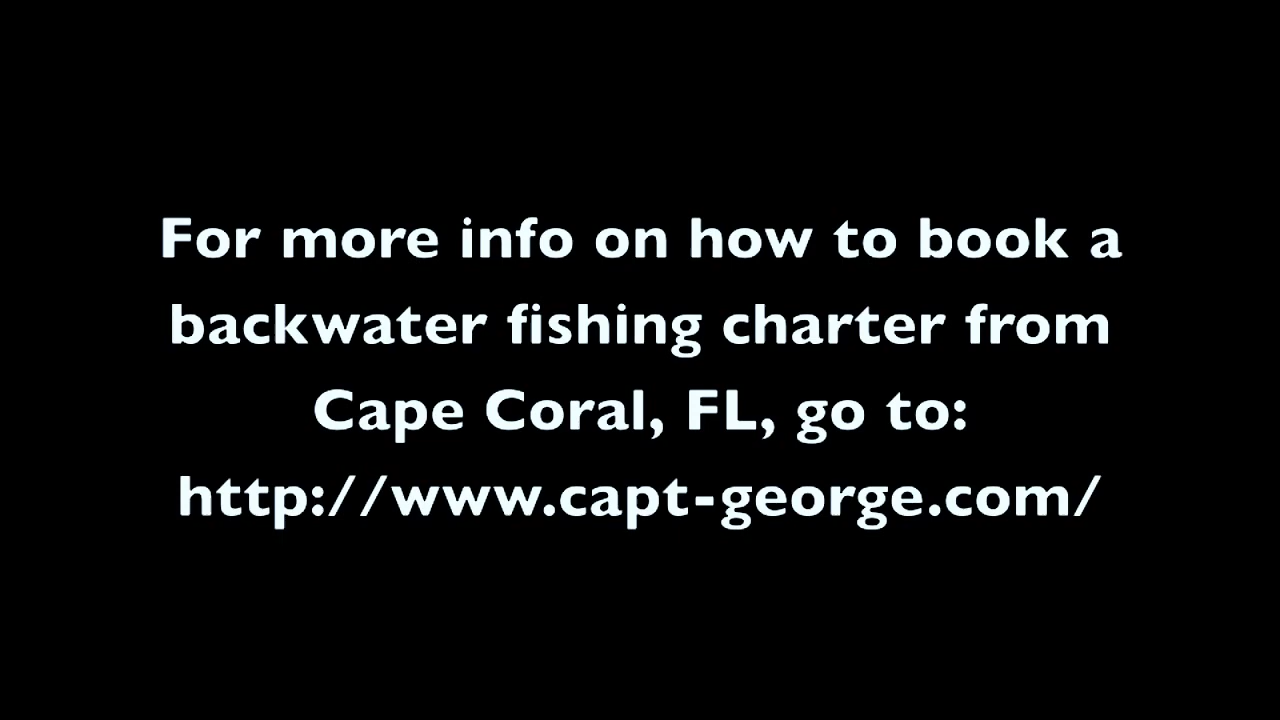 For more info on how to book a
backwater fishing charter from
Cape Coral, FL, go to:
http://www.capt-george.com/